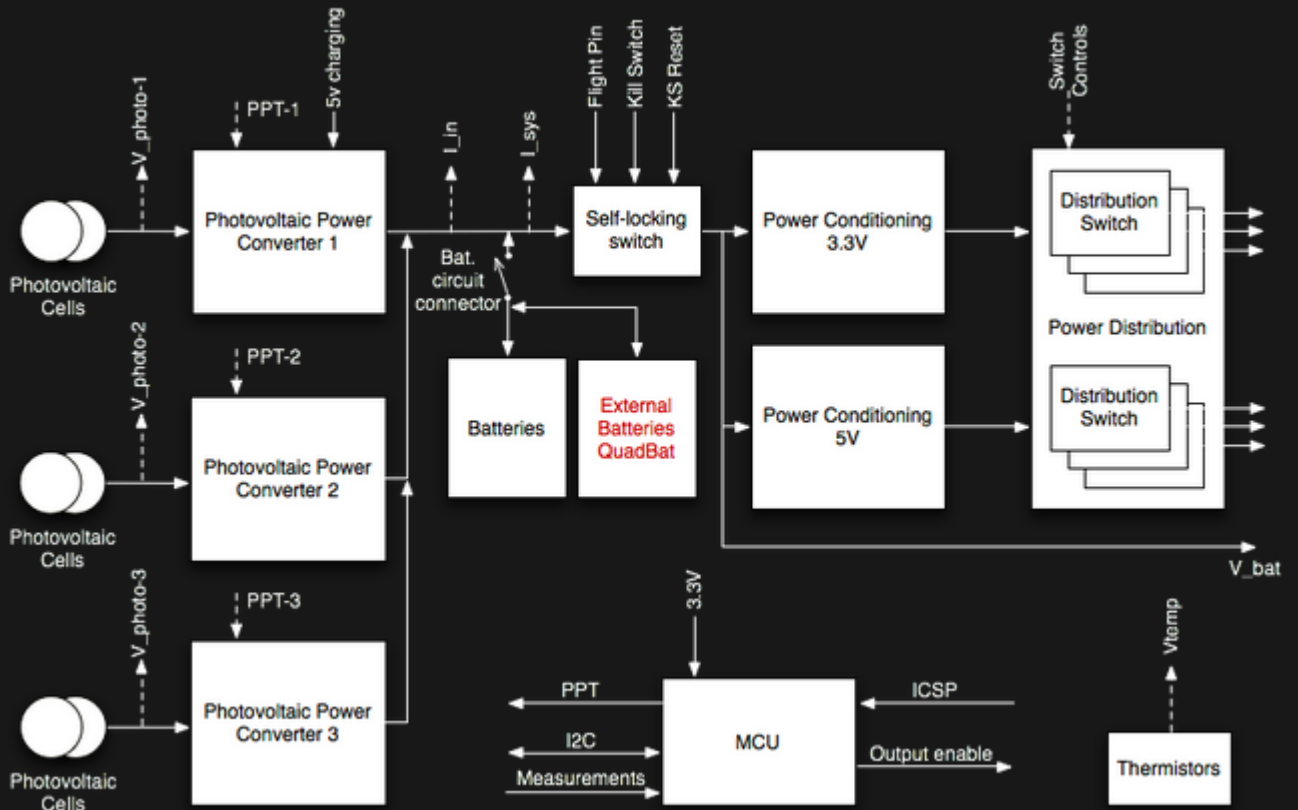 V_photo-1
PPT-1
5v charging
I_in
I_sys
Flight Pin
Kill Switch
KS Reset
Switch
Controls
Photovoltaic Power
Converter 1
Self-locking
switch
Power Conditioning
3.3V
Distribution
Switch
Photovoltaic
Cells
Bat.
circuit
connector
Power Distribution
V_photo-2
PPT-2
Photovoltaic Power
Converter 2
Batteries
External
Batteries
QuadBat
Power Conditioning
5V
Distribution
Switch
Photovoltaic
Cells
V_bat
V_photo-3
PPT-3
3.3V
Vtemp
Photovoltaic Power
Converter 3
PPT
I2C
Measurements
MCU
ICSP
Output enable
Thermistors
Photovoltaic
Cells